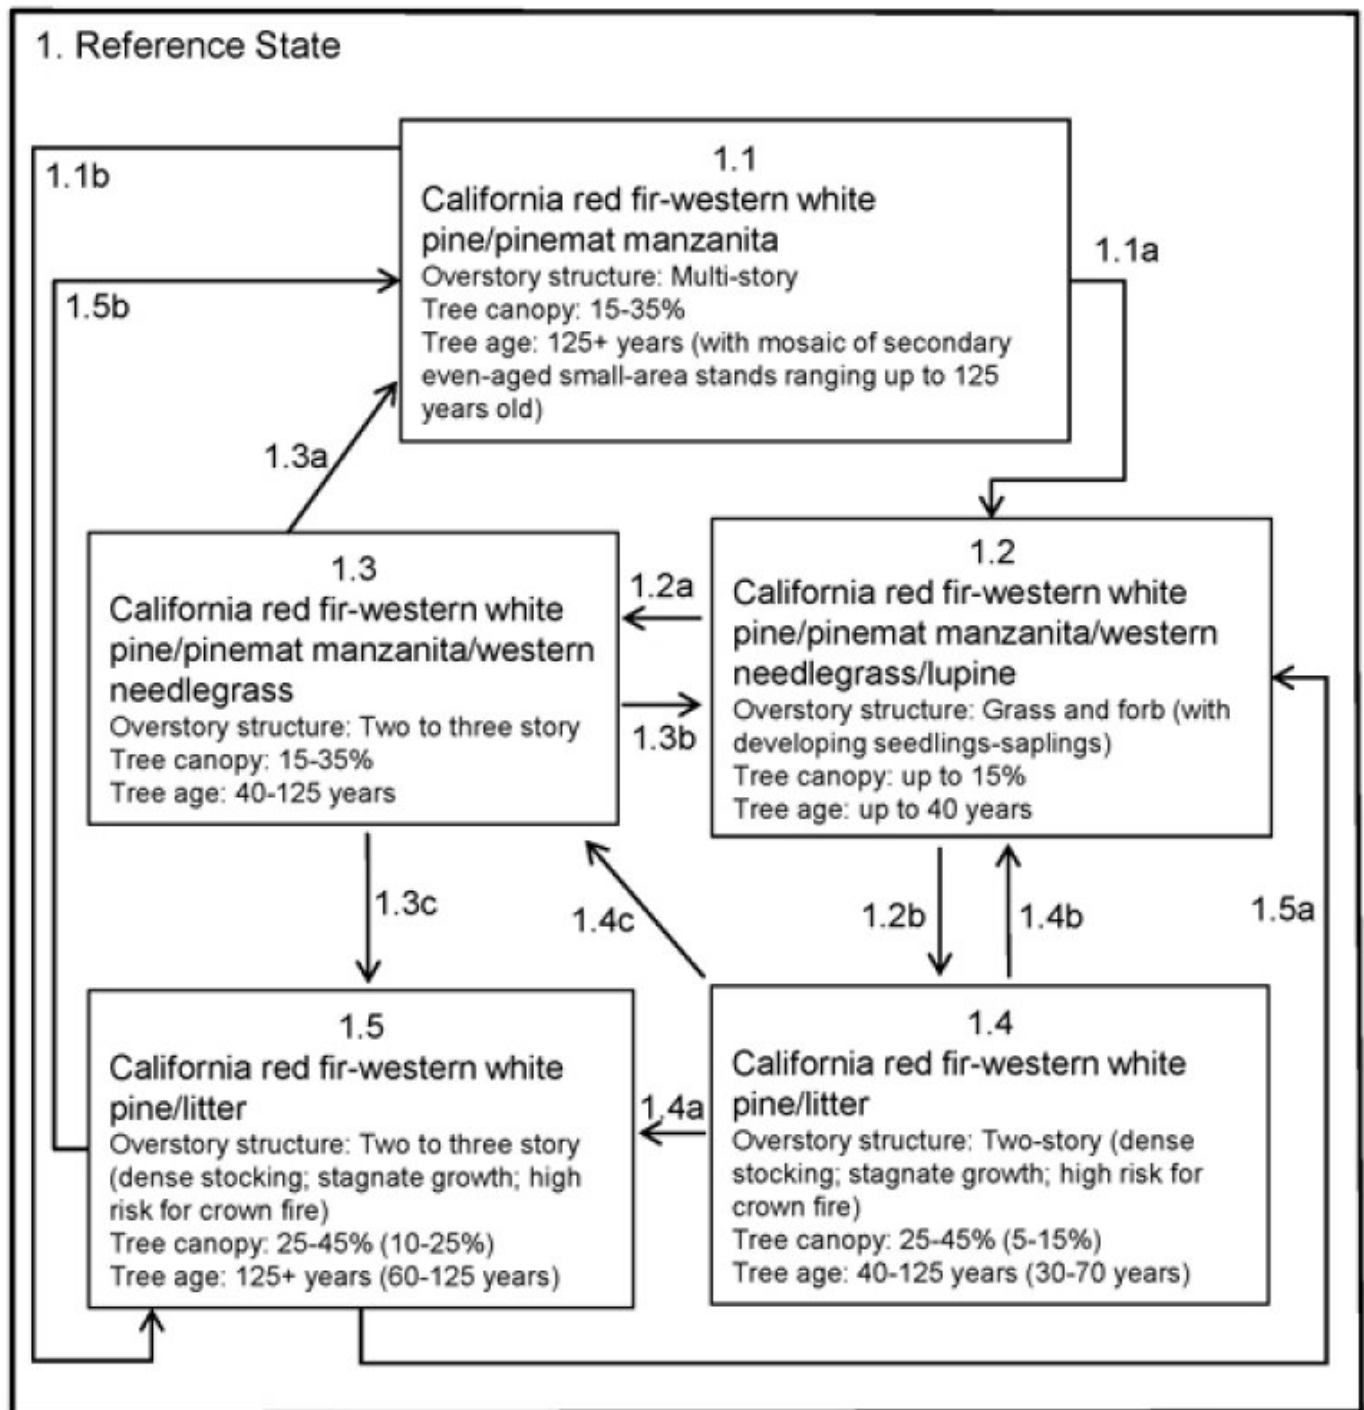 1. Reference State
1.1b
1.1
California red fir-western white
pine/pinemat manzanita
Overstory structure: Multi-story
Tree canopy: 15-35%
Tree age: 125+ years (with mosaic of secondary
even-aged small-area stands ranging up to 125
years old)
1.1a
1.5b
1.3a
1.3
California red fir-western white
pine/pinemat manzanita/western
needlegrass
Overstory structure: Two to three story
Tree canopy: 15-35%
Tree age: 40-125 years
1.2a
1.3b
1.2
California red fir-western white
pine/pinemat manzanita/western
needlegrass/lupine
Overstory structure: Grass and forb (with
developing seedlings-saplings)
Tree canopy: up to 15%
Tree age: up to 40 years
1.3c
1.4c
1.2b
1.4b
1.5a
1.5
California red fir-western white
pine/litter
Overstory structure: Two to three story
(dense stocking; stagnate growth; high
risk for crown fire)
Tree canopy: 25-45% (10-25%)
Tree age: 125+ years (60-125 years)
1.4a
1.4
California red fir-western white
pine/litter
Overstory structure: Two-story (dense
stocking; stagnate growth; high risk for
crown fire)
Tree canopy: 25-45% (5-15%)
Tree age: 40-125 years (30-70 years)